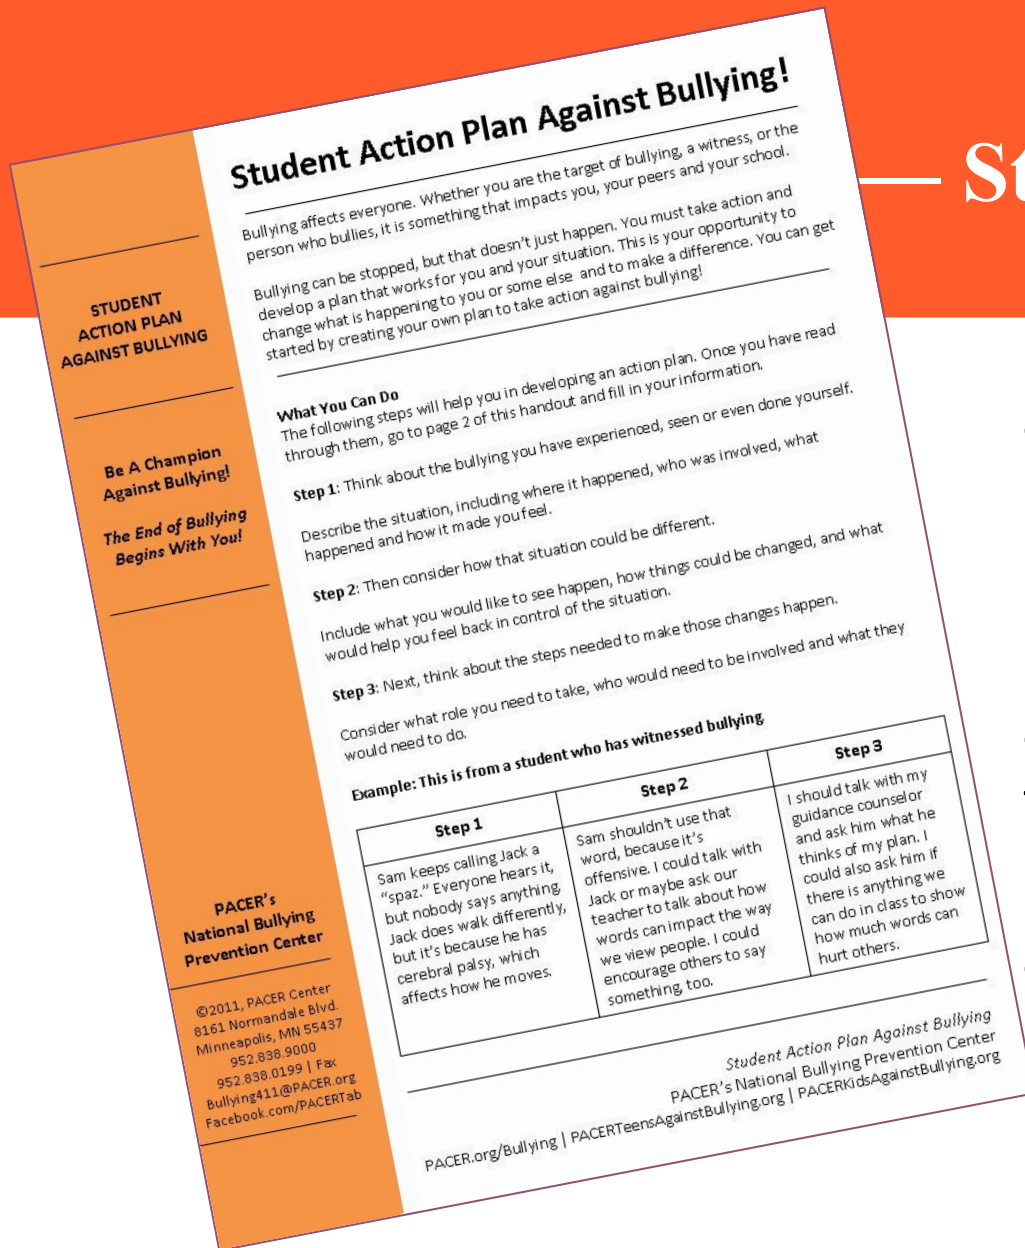 St
Student Action Plan Against Bullying!
Bullying affects everyone. Whether you are the target of bullying, a witness, or the
person who bullies, it is something that impacts you, your peers and your school.
Bullying can be stopped, but that doesn't just happen. You must take action and
develop a plan that works for you and your situation. This is your opportunity to
change what is happening to you or some else and to make a difference. You can get
started by creating your own plan to take action against bullying!
What You Can Do
The following steps will help you in developing an action plan. Once you have read
through them, go to page 2 of this handout and fill in your information.
Step 1: Think about the bullying you have experienced, seen or even done yourself.
Describe the situation, including where it happened, who was involved, what
happened and how it made you feel.
Step 2: Then consider how that situation could be different.
Include what you would like to see happen, how things could be changed, and what
would help you feel back in control of the situation.
Step 3: Next, think about the steps needed to make those changes happen.
Consider what role you need to take, who would need to be involved and what they
would need to do.
Example: This is from a student who has witnessed bullying
Step 1
Sam keeps calling Jack a
"spaz." Everyone hears it,
but nobody says anything.
Jack does walk differently,
but it's because he has
cerebral palsy, which
affects how he moves.
Step 2
Sam shouldn't use that
word, because it's
offensive. I could talk with
Jack or maybe ask our
teacher to talk about how
words can impact the way
we view people. I could
encourage others to say
something, too.
Step 3
I should talk with my
guidance counselor
and ask him what he
thinks of my plan. I
could also ask him if
there is anything we
can do in class to show
how much words can
hurt others.
Student Action Plan Against Bullying
PACER's National Bullying Prevention Center
PACER.org/Bullying | PACERTeensAgainstBullying.org | PACERKidsAgainstBullying.org
STUDENT
ACTION PLAN
AGAINST BULLYING
Be A Champion
Against Bullying!
The End of Bullying
Begins With You!
PACER's
National Bullying
Prevention Center
©2011, PACER Center
8161 Normandale Blvd.
Minneapolis, MN 55437
952.838.9000
952.838.0199 | Fax
Bullying411@PACER.org
Facebook.com/PACERTab